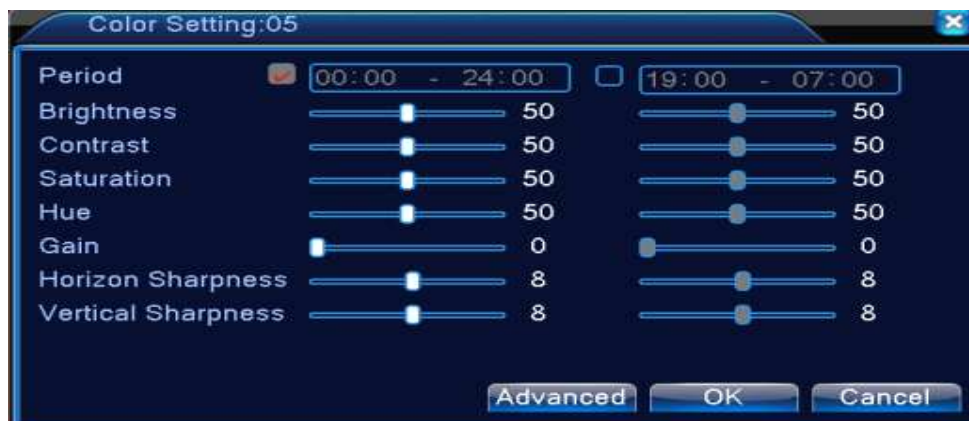 Color Setting:05
Period 00:00 - 24:00 19:00 - 07:00
Brightness 50 50
Contrast 50 50
Saturation 50 50
Hue 50 50
Gain 0 0
Horizon Sharpness 8 8
Vertical Sharpness 8 8
Advanced OK Cancel